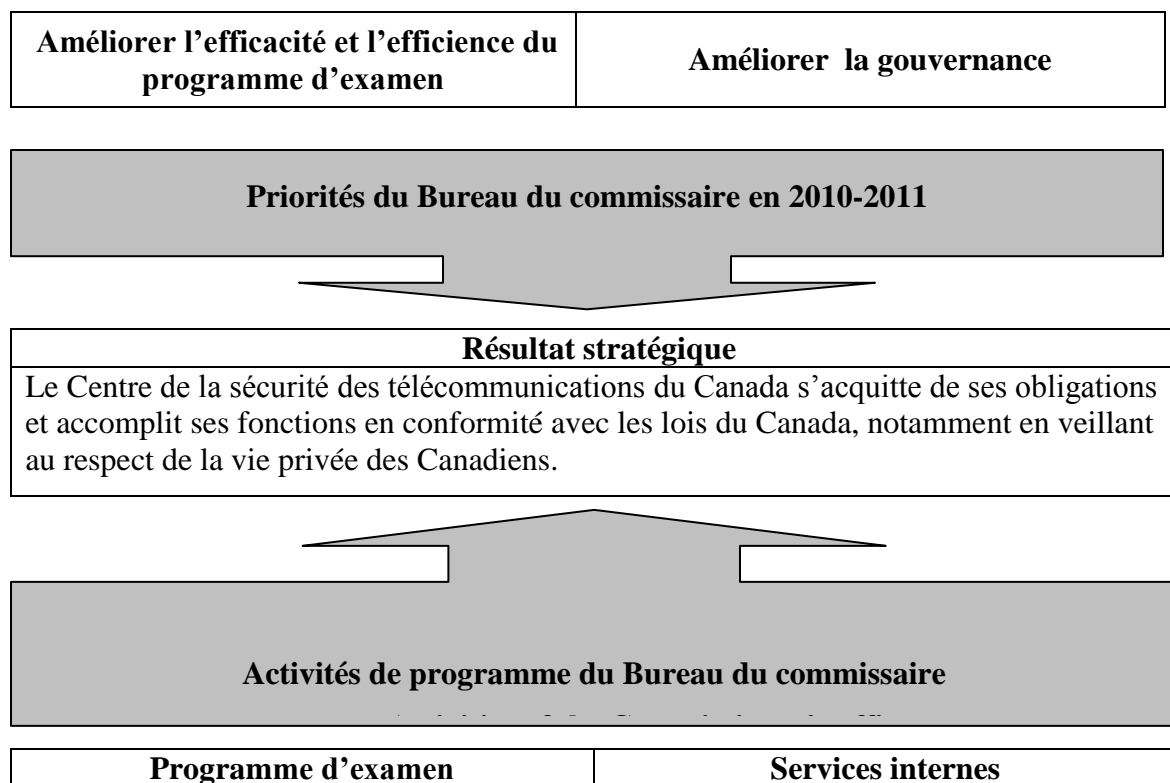 Améliorer l’efficacité et l’efficience du
programme d’examen
Améliorer la gouvernance
Priorités du Bureau du commissaire en 2010-2011
Résultat stratégique
Le Centre de la sécurité des télécommunications du Canada s’acquitte de ses obligations
et accomplit ses fonctions en conformité avec les lois du Canada, notamment en veillant
au respect de la vie privée des Canadiens.
Activités de programme du Bureau du commissaire
Programme d’examen
Services internes